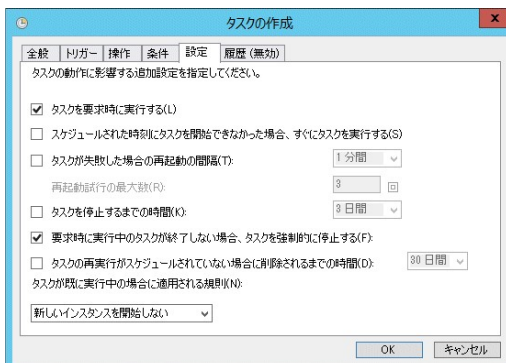 タスクの作成
x
全般 トリガー 操作 条件 設定 履歴 (無効)
タスクの動作に影響する追加設定を指定してください。
タスクを要求時に実行する(L)
スケジュールされた時刻にタスクを開始できなかった場合、すぐにタスクを実行する(S)
タスクが失敗した場合の再起動の間隔(T): 1 分間
再起動試行の最大数(R): 3 回
タスクを停止するまでの時間(K): 3 日間
要求時に実行中のタスクが終了しない場合、タスクを強制的に停止する(F):
タスクの再実行がスケジュールされていない場合に削除されるまでの時間(D): 30 日間
タスクが既に実行中の場合に適用される規則(N):
新しいインスタンスを開始しない
OK キャンセル